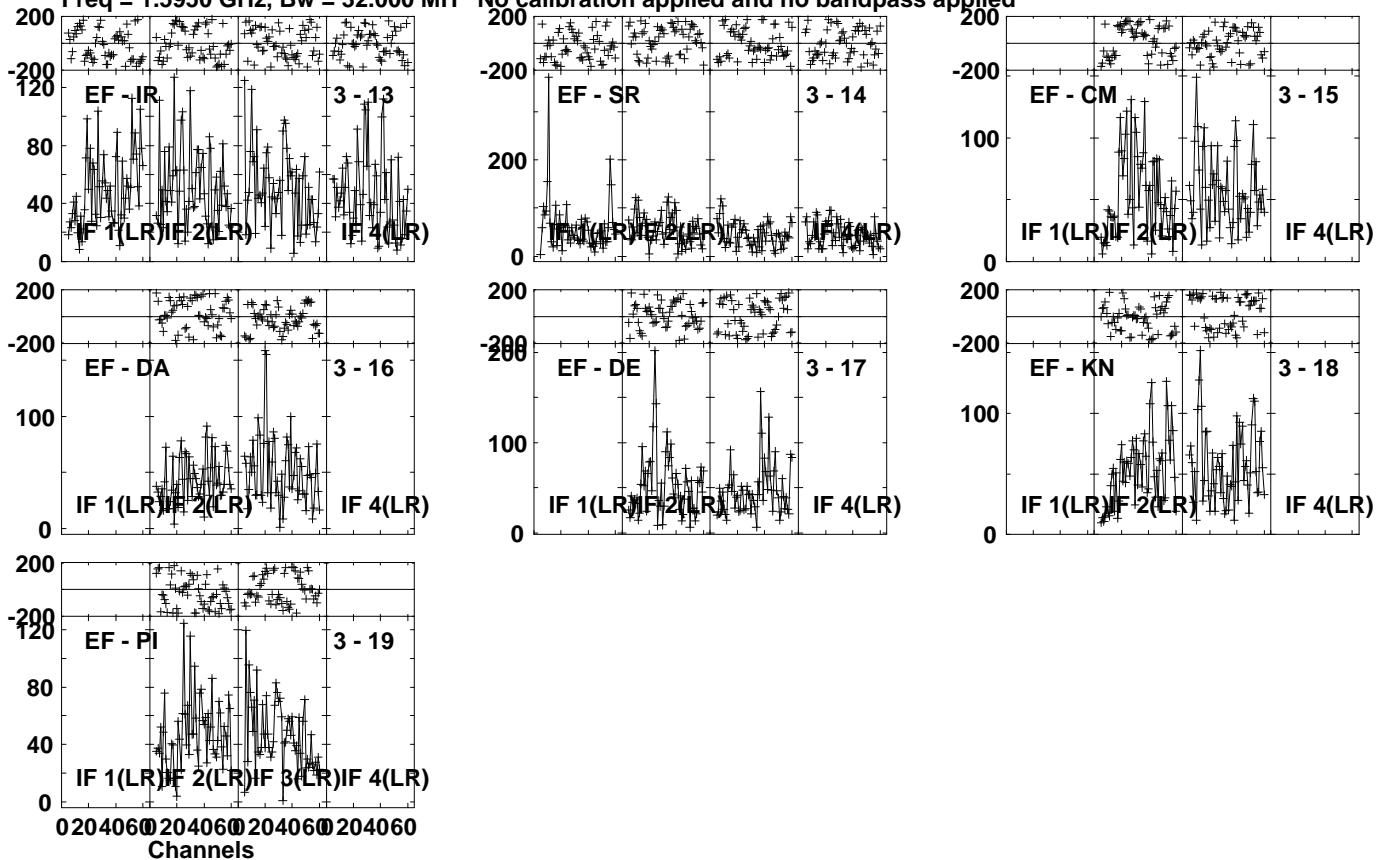 Freq = 1.5950 GHz, Bw = 32.000 MH No calibration applied and no bandpass applied
200
-200
120
80
40
0
EF - IR 3 - 13
IF 1(LR) IF 2(LR) IF 4(LR)
200
-200
200
0
EF - SR 3 - 14
IF 1(LR) IF 2(LR) IF 4(LR)
200
-200
100
0
EF - CM 3 - 15
IF 1(LR) IF 2(LR) IF 4(LR)
200
-200
100
0
EF - DA 3 - 16
IF 1(LR) IF 2(LR) IF 4(LR)
200
-200
200
100
0
EF - DE 3 - 17
IF 1(LR) IF 2(LR) IF 4(LR)
200
-200
100
0
EF - KN 3 - 18
IF 1(LR) IF 2(LR) IF 4(LR)
200
-200
120
80
40
0
EF - PI 3 - 19
IF 1(LR) IF 2(LR) IF 3(LR) IF 4(LR)
0 20 40 60 0 20 40 60 0 20 40 60 0 20 40 60
Channels